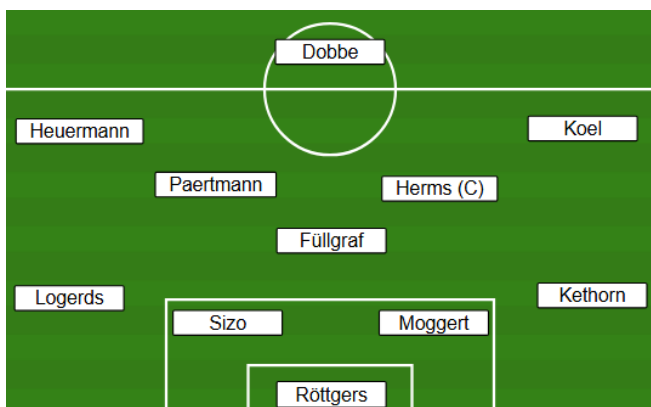 Dobbe
Heuermann
Koel
Paertmann
Herms (C)
Füllgraf
Logerds
Kethorn
Sizo
Moggert
Röttgers